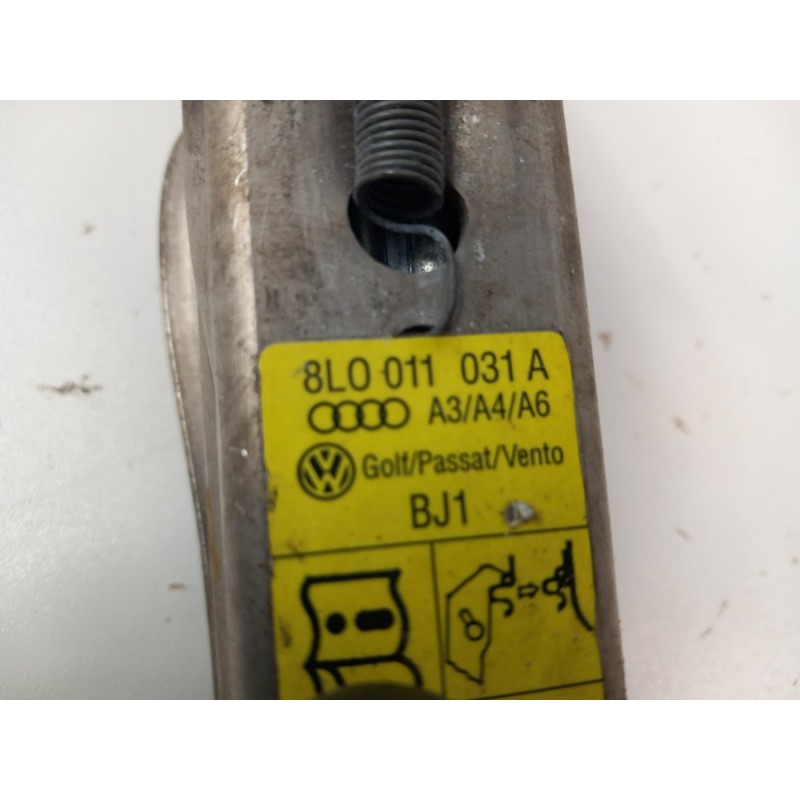 8L0 011 031 A
A3/A4/A6
Golf/Passat/Vento
BJ1